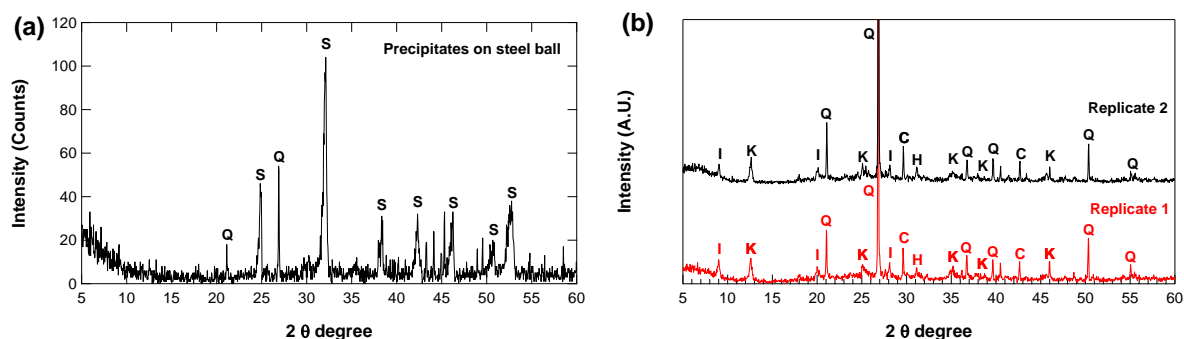 (a)
Precipitates on steel ball
Intensity (Counts)
120
100
80
60
40
20
0
Q
S
Q
S
S
S
S
S
S
5 10 15 20 25 30 35 40 45 50 55 60
2 θ degree
(b)
Replicate 2
Intensity (A.U.)
I K I Q K Q I C H K Q K Q C K Q Q
Replicate 1
I K I Q K Q I C H K Q K Q C K Q Q
5 10 15 20 25 30 35 40 45 50 55 60
2 θ degree